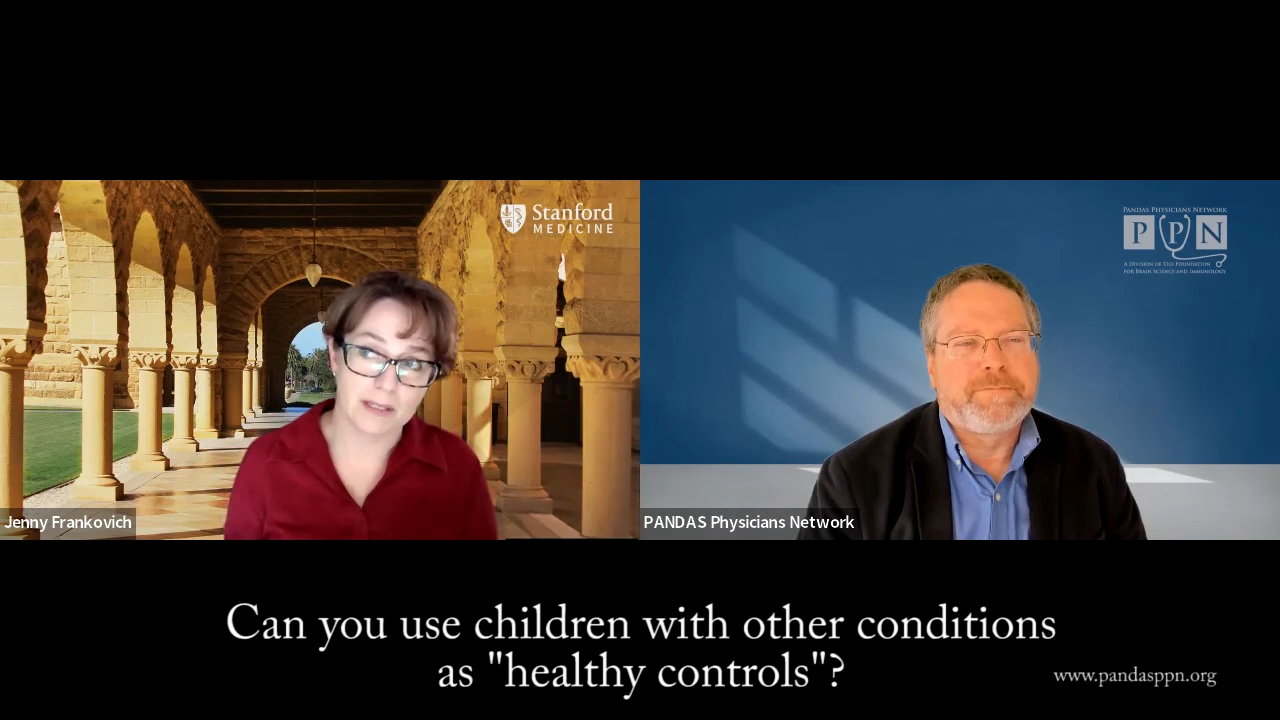 Stanford
MEDICINE
PANDAS PHYSICIANS NETWORK
PPN
A DIVISION OF THE FOUNDATION
FOR BRAIN SCIENCE AND IMMUNOLOGY
Jenny Frankovich
PANDAS Physicians Network
Can you use children with other conditions
as "healthy controls"?
www.pandasppn.org